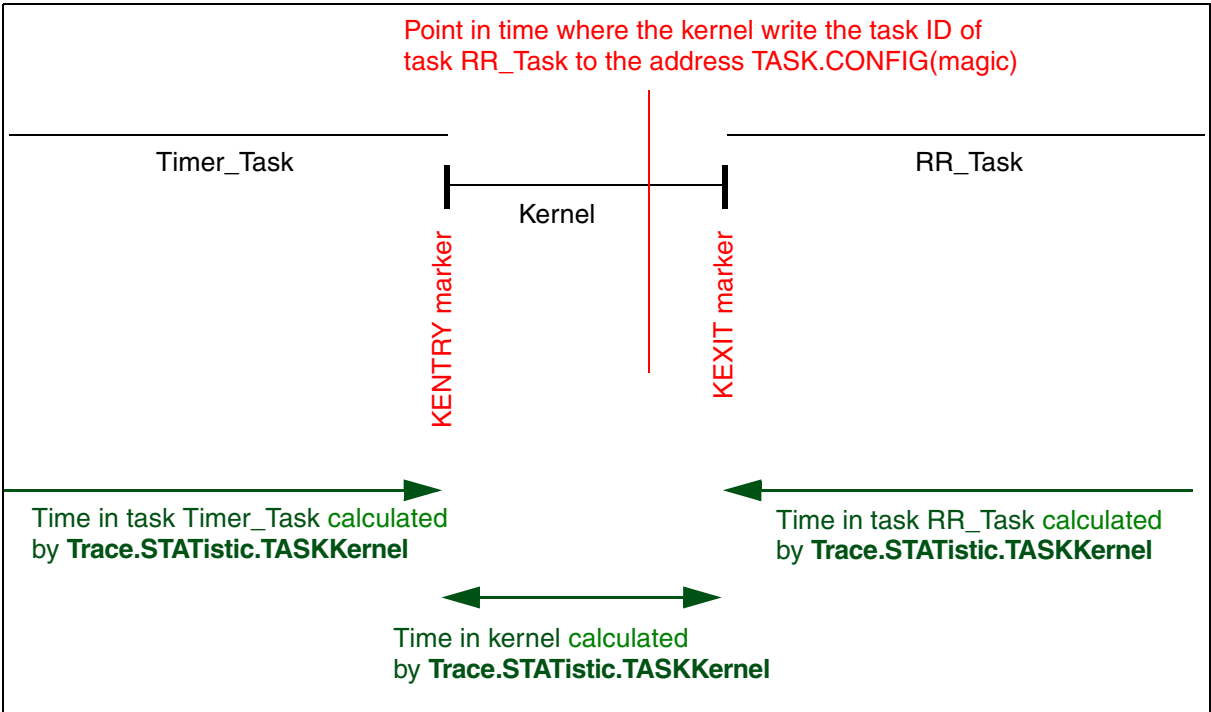 Point in time where the kernel write the task ID of
task RR_Task to the address TASK.CONFIG(magic)
Timer_Task
RR_Task
Kernel
KENTRY marker
KEXIT marker
Time in task Timer_Task calculated
by Trace.STATistic.TASKKernel
Time in task RR_Task calculated
by Trace.STATistic.TASKKernel
Time in kernel calculated
by Trace.STATistic.TASKKernel